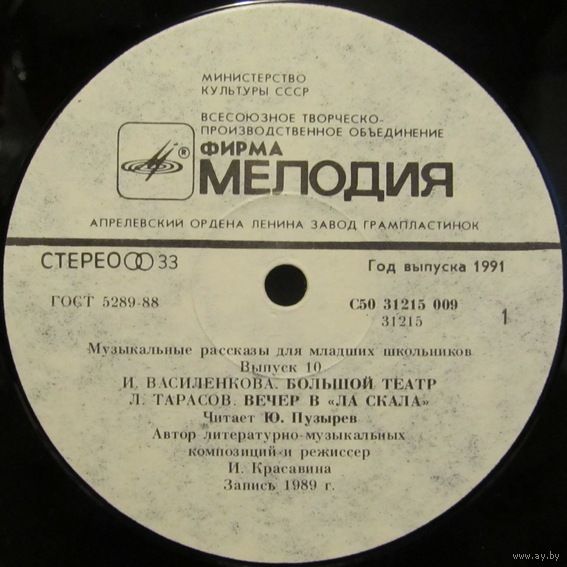 МИНИСТЕРСТВО
КУЛЬТУРЫ СССР
ВСЕСОЮЗНОЕ ТВОРЧЕСКО-
ПРОИЗВОДСТВЕННОЕ ОБЪЕДИНЕНИЕ
ФИРМА
®
МЕЛОДИЯ
АПРЕЛЕВСКИЙ ОРДЕНА ЛЕНИНА ЗАВОД ГРАМПЛАСТИНОК
СТЕРЕО 33
Год выпуска 1991
ГОСТ 5289-88
С50 31215 009
31215
1
Музыкальные рассказы для младших школьников
Выпуск 10
И. ВАСИЛЕНКОВА. БОЛЬШОЙ ТЕАТР
Л. ТАРАСОВ. ВЕЧЕР В «ЛА СКАЛА»
Читает Ю. Пузырев
Автор литературно-музыкальных
композиций и режиссер
И. Красавина
Запись 1989 г.
www.ay.by